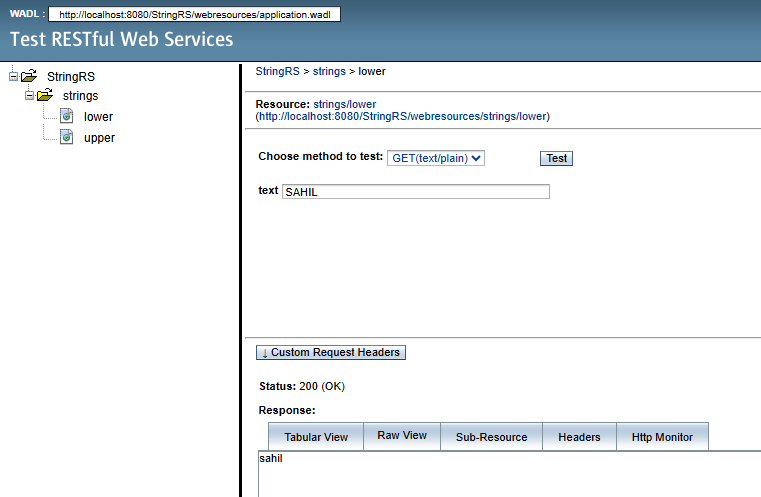 WADL : http://localhost:8080/StringRS/webresources/application.wadl
Test RESTful Web Services
StringRS
strings
lower
upper
StringRS > strings > lower
Resource: strings/lower
(http://localhost:8080/StringRS/webresources/strings/lower)
Choose method to test: GET(text/plain) Test
text SAHIL
↓ Custom Request Headers
Status: 200 (OK)
Response:
Tabular View Raw View Sub-Resource Headers Http Monitor
sahil